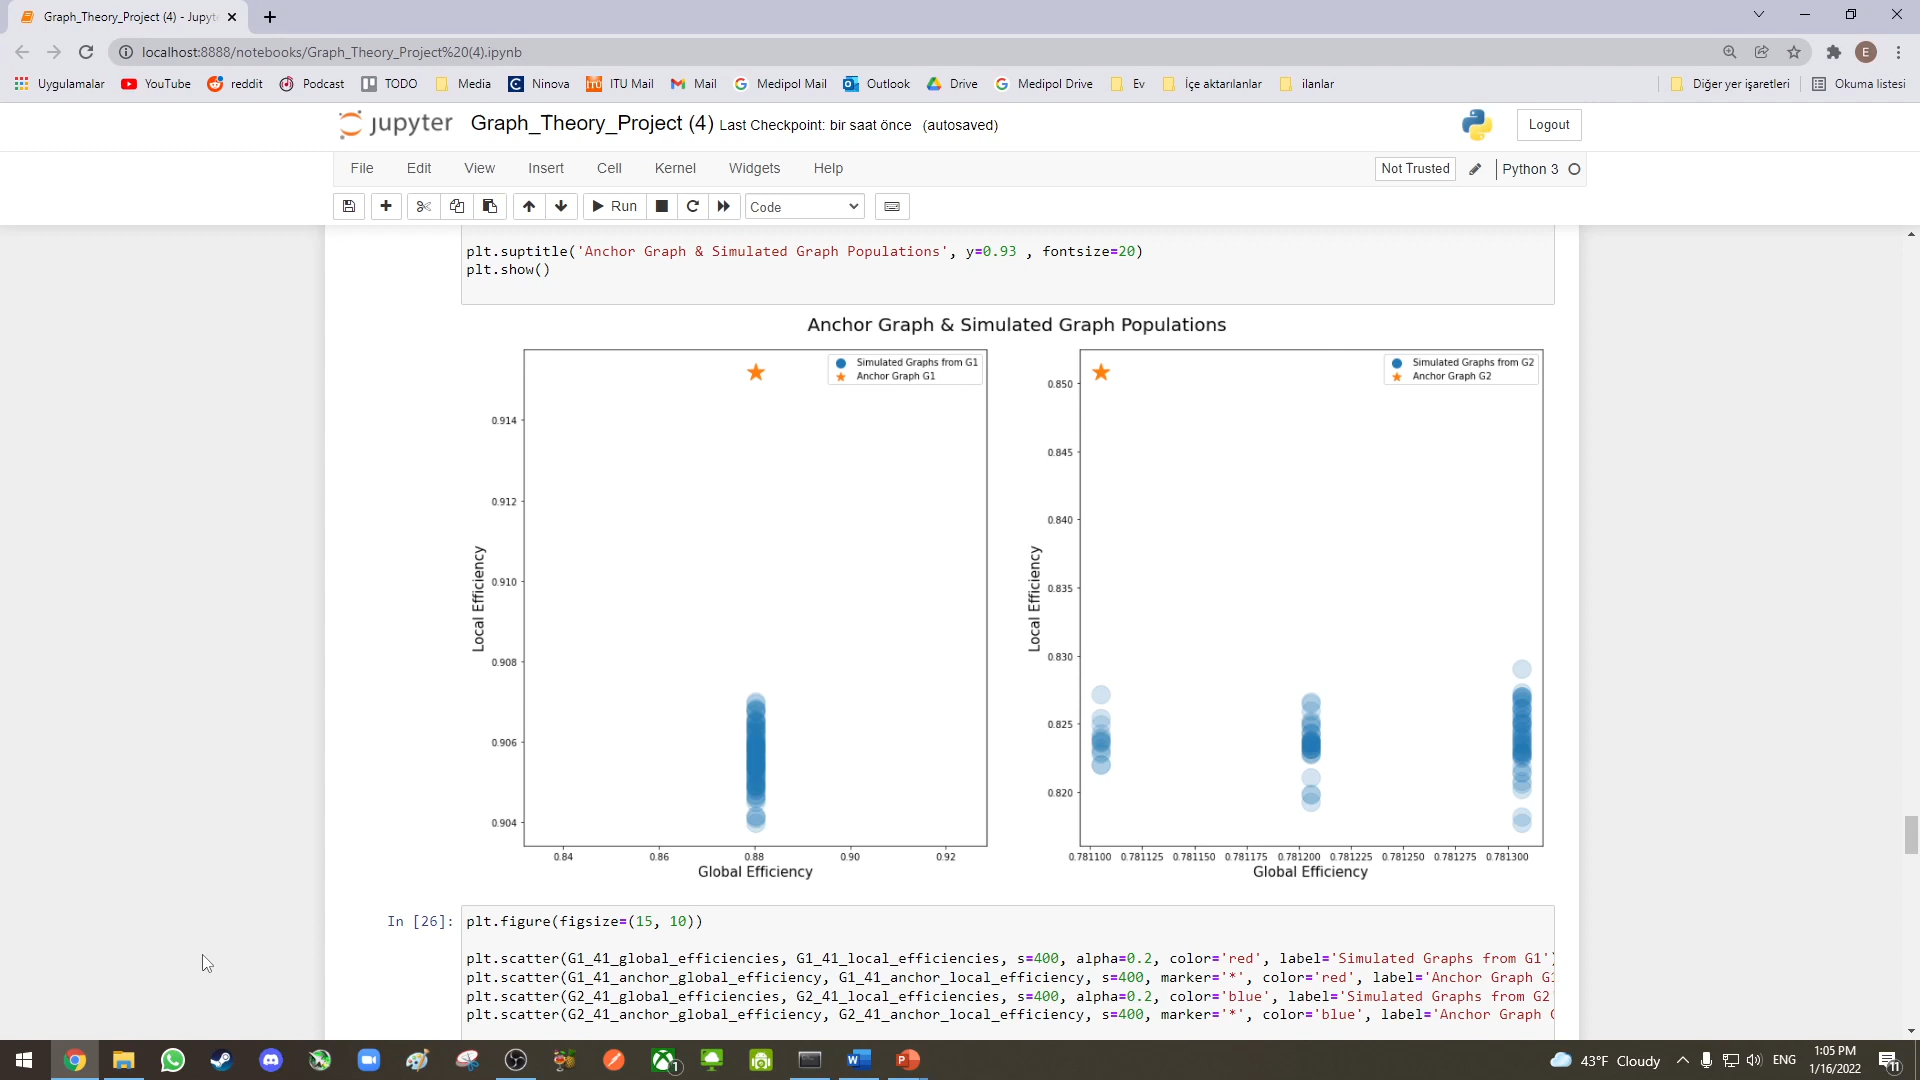 Graph_Theory_Project (4) - Jupyt
localhost:8888/notebooks/Graph_Theory_Project%20(4).ipynb
E
Uygulamalar YouTube reddit Podcast TODO Media Ninova ITU Mail Mail Medipol Mail Outlook Drive Medipol Drive Ev İçe aktarılanlar ilanlar Diğer yer işaretleri Okuma listesi
jupyter Graph_Theory_Project (4) Last Checkpoint: bir saat önce (autosaved) Logout
File Edit View Insert Cell Kernel Widgets Help Not Trusted Python 3
Run Code
plt.suptitle('Anchor Graph & Simulated Graph Populations', y=0.93 , fontsize=20)
plt.show()
Anchor Graph & Simulated Graph Populations
Simulated Graphs from G1
Anchor Graph G1
0.914
0.912
0.910
0.908
0.906
0.904
Local Efficiency
0.84 0.86 0.88 0.90 0.92
Global Efficiency
Simulated Graphs from G2
Anchor Graph G2
0.850
0.845
0.840
0.835
0.830
0.825
0.820
Local Efficiency
0.781100 0.781125 0.781150 0.781175 0.781200 0.781225 0.781250 0.781275 0.781300
Global Efficiency
In [26]: plt.figure(figsize=(15, 10))
plt.scatter(G1_41_global_efficiencies, G1_41_local_efficiencies, s=400, alpha=0.2, color='red', label='Simulated Graphs from G1')
plt.scatter(G1_41_anchor_global_efficiency, G1_41_anchor_local_efficiency, s=400, marker='*', color='red', label='Anchor Graph G1
plt.scatter(G2_41_global_efficiencies, G2_41_local_efficiencies, s=400, alpha=0.2, color='blue', label='Simulated Graphs from G2
plt.scatter(G2_41_anchor_global_efficiency, G2_41_anchor_local_efficiency, s=400, marker='*', color='blue', label='Anchor Graph
43°F Cloudy ENG 1:05 PM
1/16/2022
11